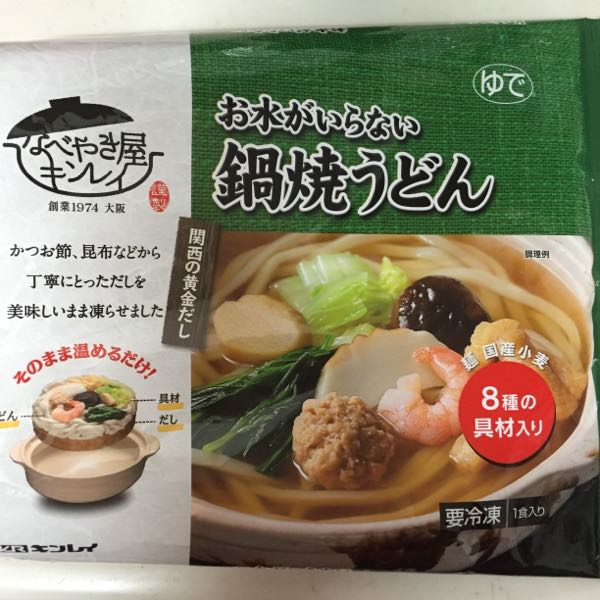 なべやき屋
キンレイ
謹製
創業1974 大阪
かつお節、昆布などから
丁寧にとっただしを
美味しいまま凍らせました
そのまま温めるだけ!
具材
だし
どん
キンレイ
ゆで
お水がいらない
鍋焼うどん
関西の黄金だし
調理例
麺 国産小麦
8種の
具材入り
要冷凍 1食入り